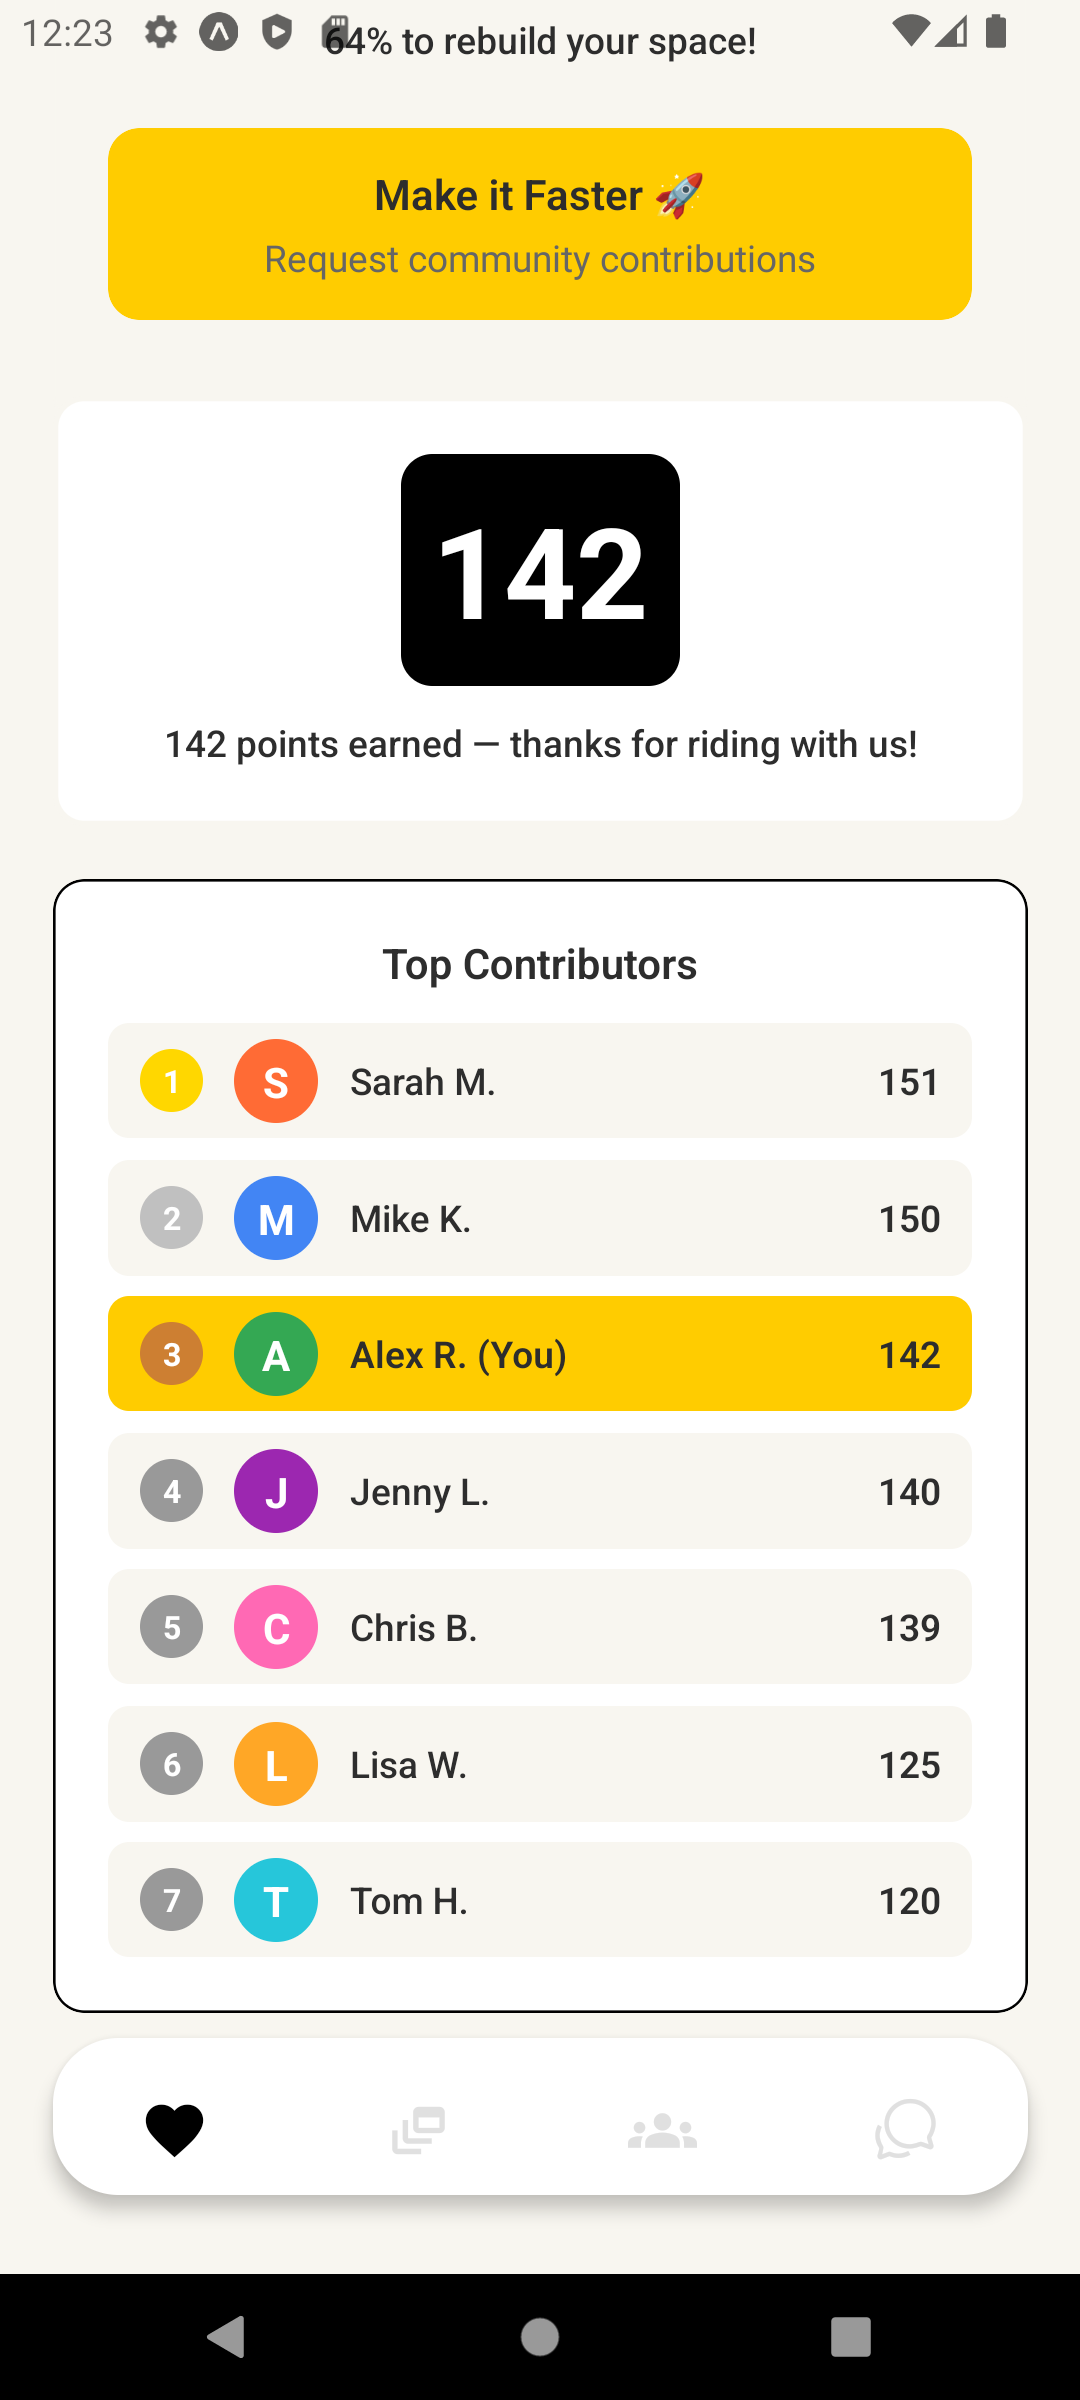 12:23
64% to rebuild your space!
Make it Faster 🚀
Request community contributions
142
142 points earned — thanks for riding with us!
Top Contributors
1 S Sarah M. 151
2 M Mike K. 150
3 A Alex R. (You) 142
4 J Jenny L. 140
5 C Chris B. 139
6 L Lisa W. 125
7 T Tom H. 120